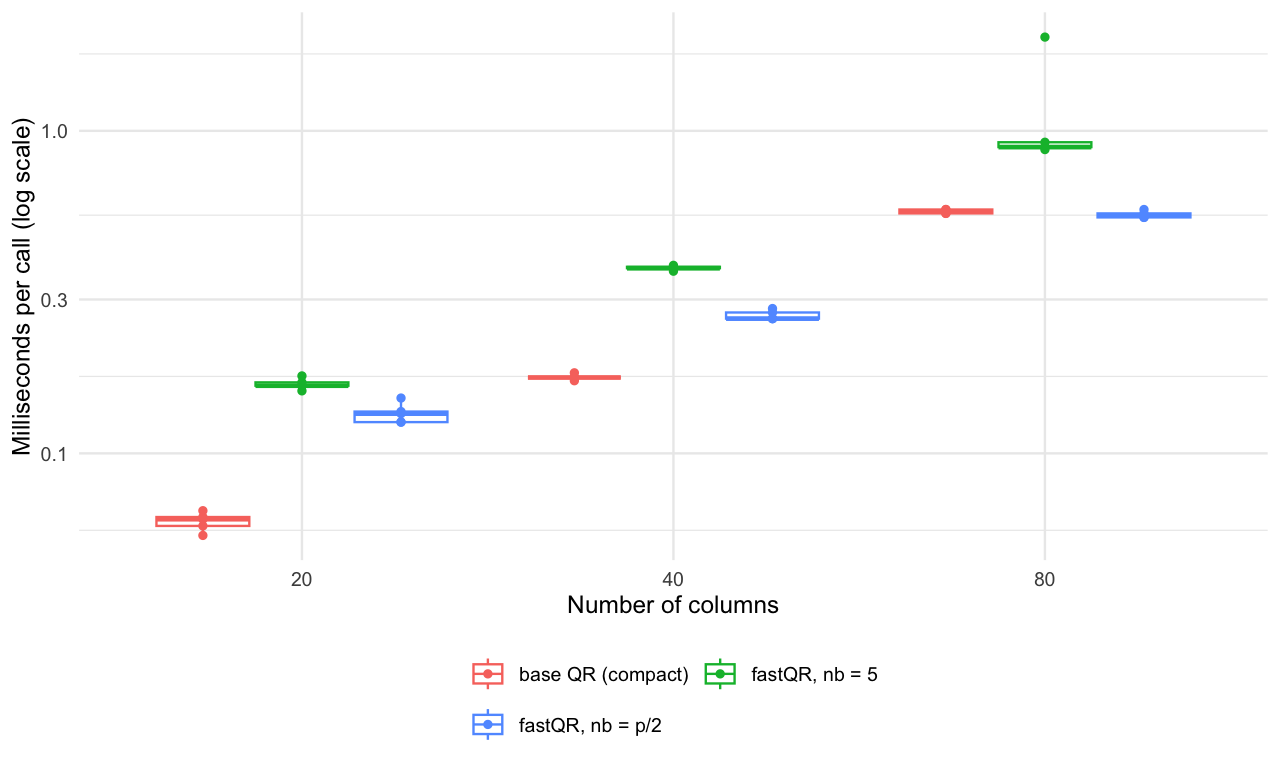 Milliseconds per call (log scale)
1.0
0.3
0.1
20 40 80
Number of columns
base QR (compact) fastQR, nb = 5
fastQR, nb = p/2